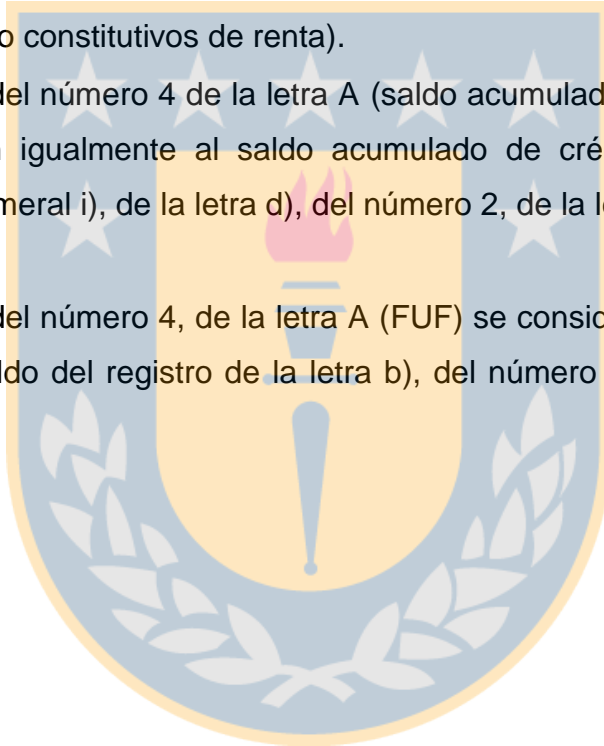 o constitutivos de renta).
del número 4 de la letra A (saldo acumulad
igualmente al saldo acumulado de cré
meral i), de la letra d), del número 2, de la l
del número 4, de la letra A (FUF) se consid
ldo del registro de la letra b), del número